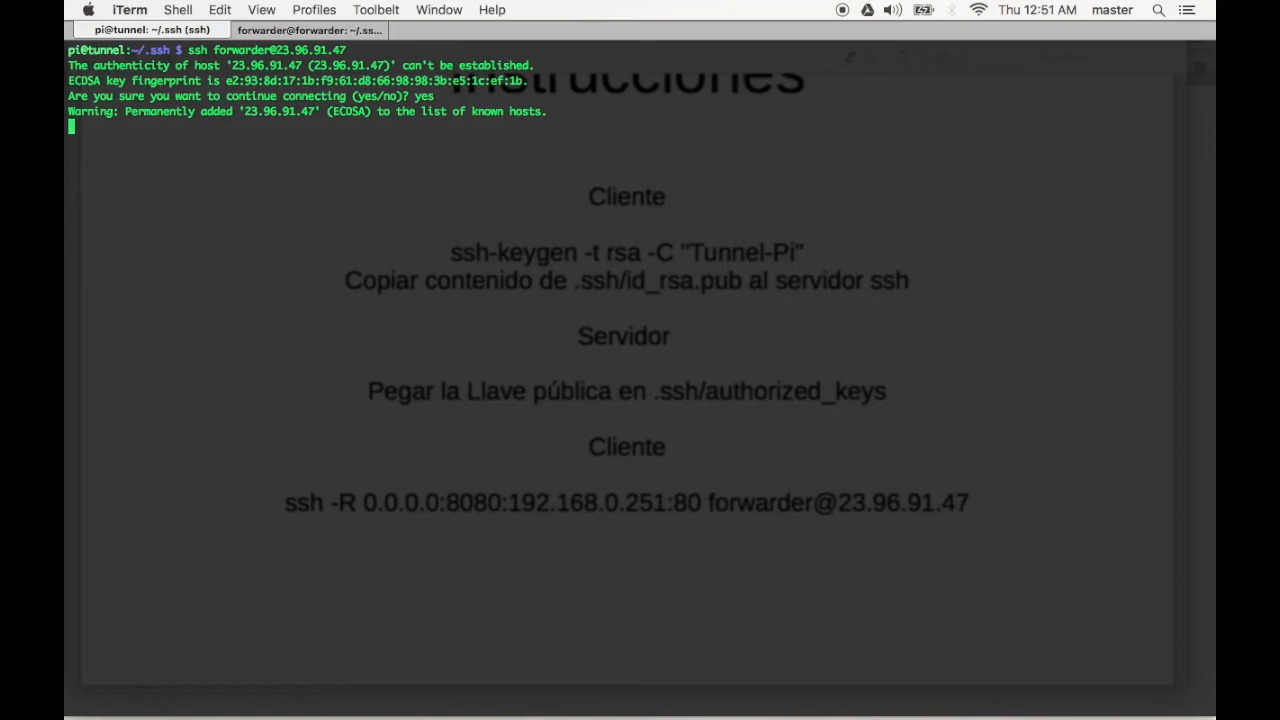 iTerm Shell Edit View Profiles Toolbelt Window Help Thu 12:51 AM master
pi@tunnel: ~/.ssh (ssh) forwarder@forwarder: ~/.ss...
pi@tunnel:~/.ssh $ ssh forwarder@23.96.91.47
The authenticity of host '23.96.91.47 (23.96.91.47)' can't be established.
ECDSA key fingerprint is e2:93:8d:17:1b:f9:61:d8:66:98:98:3b:e5:1c:ef:1b.
Are you sure you want to continue connecting (yes/no)? yes
Warning: Permanently added '23.96.91.47' (ECDSA) to the list of known hosts.
Instrucciones
Cliente
ssh-keygen -t rsa -C "Tunnel-Pi"
Copiar contenido de .ssh/id_rsa.pub al servidor ssh
Servidor
Pegar la Llave pública en .ssh/authorized_keys
Cliente
ssh -R 0.0.0.0:8080:192.168.0.251:80 forwarder@23.96.91.47